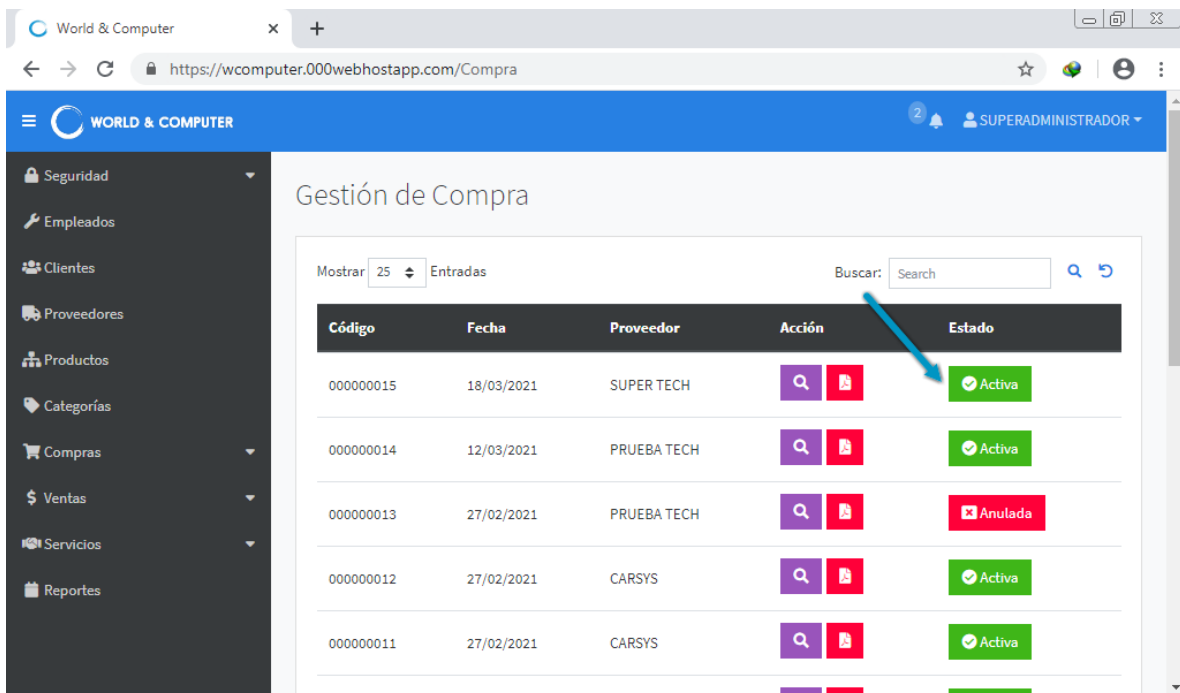 World & Computer
https://wcomputer.000webhostapp.com/Compra
WORLD & COMPUTER
2
SUPERADMINISTRADOR
Seguridad
Empleados
Clientes
Proveedores
Productos
Categorías
Compras
Ventas
Servicios
Reportes
Gestión de Compra
Mostrar 25 Entradas Buscar: Search
Código Fecha Proveedor Acción Estado
000000015 18/03/2021 SUPER TECH Activa
000000014 12/03/2021 PRUEBA TECH Activa
000000013 27/02/2021 PRUEBA TECH Anulada
000000012 27/02/2021 CARSYS Activa
000000011 27/02/2021 CARSYS Activa